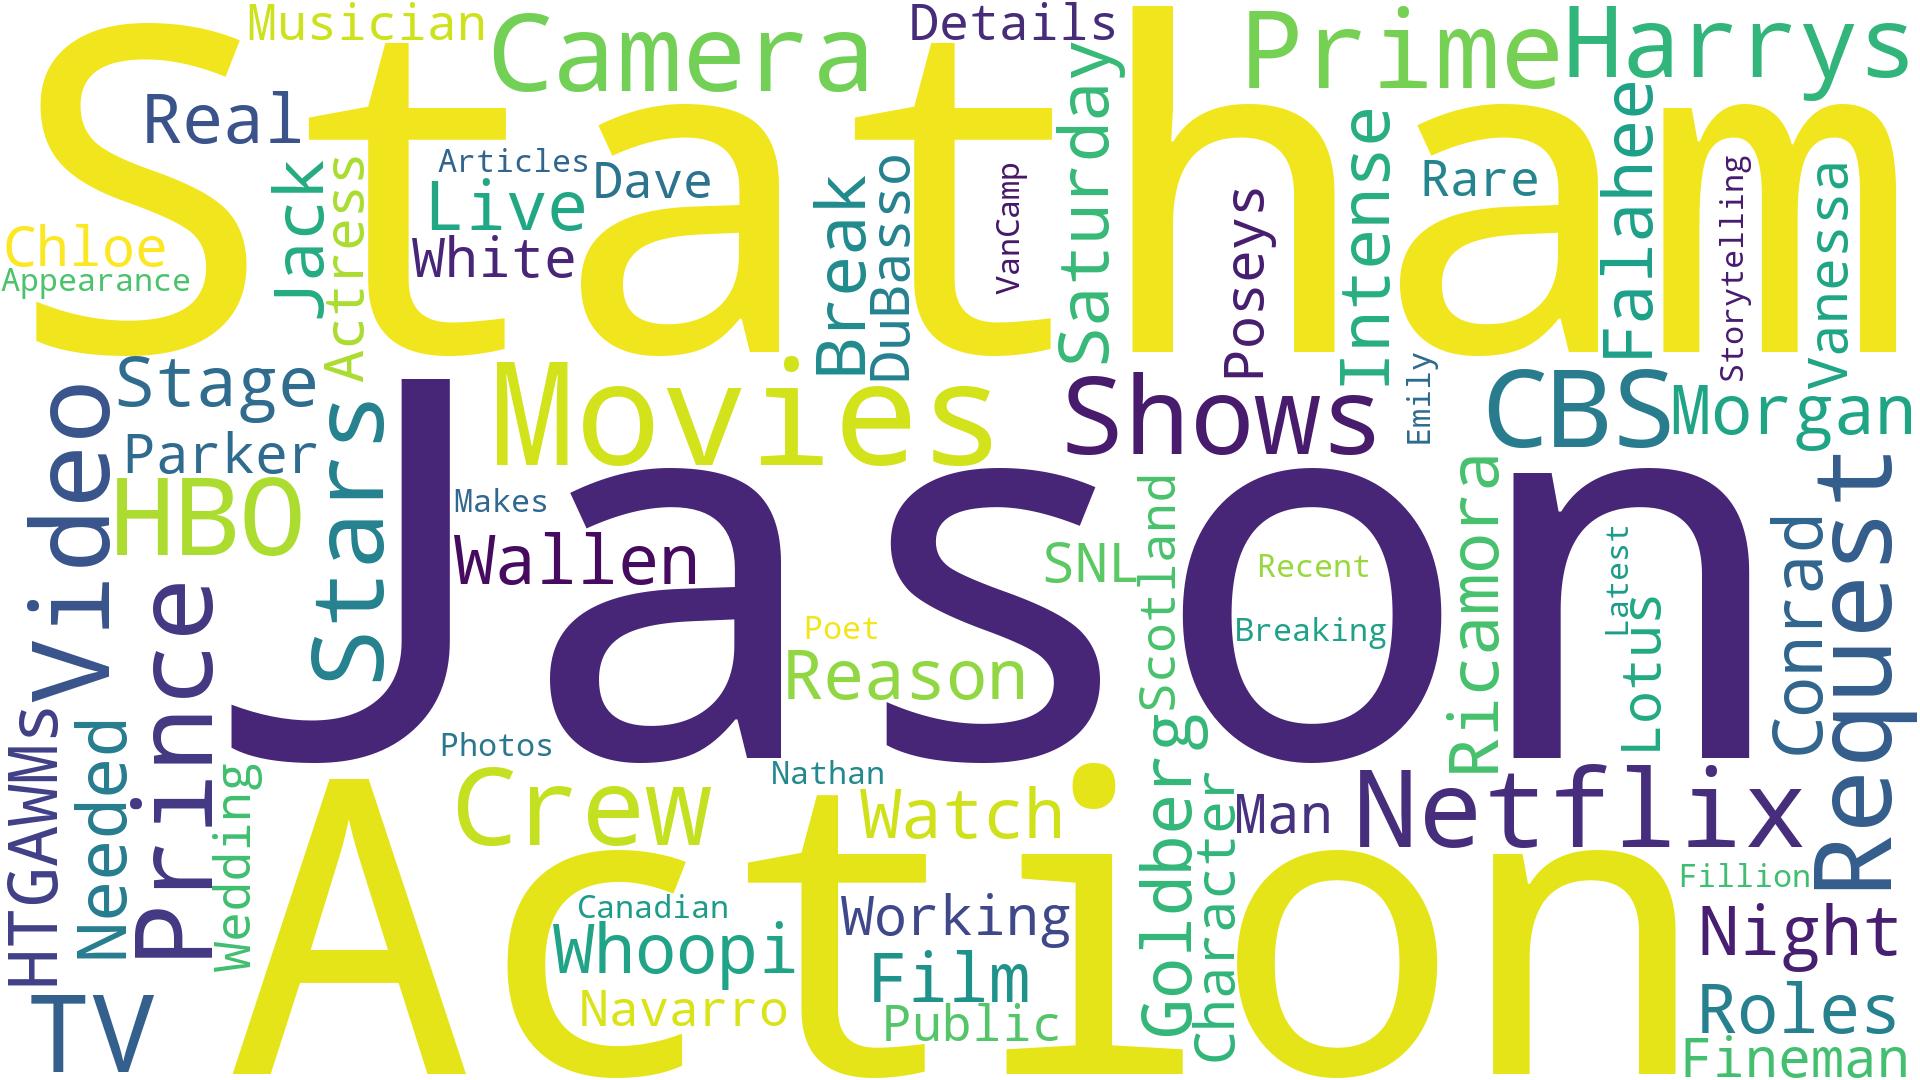 Statham
Jason
Action
Musician
Camera
Details
Prime
Harrys
Real
Jack
Actress
Articles
Live
Dave
White
Chloe
Appearance
Break
DuBasso
VanCamp
Saturday
Poseys
Intense
Rare
Falahee
Storytelling
Vanessa
Stage
Parker
HBO
Video
Stars
Movies
Shows
Emily
CBS
Morgan
Makes
Wallen
SNL
Scotland
Recent
Breaking
Ricamora
Latest
Lotus
Conrad
Request
Poet
Reason
Prince
HTGAWMs
Needed
Wedding
TV
Photos
Crew
Nathan
Watch
Goldberg
Character
Man
Netflix
Canadian
Whoopi
Navarro
Working
Film
Public
Fillion
Night
Roles
Fineman